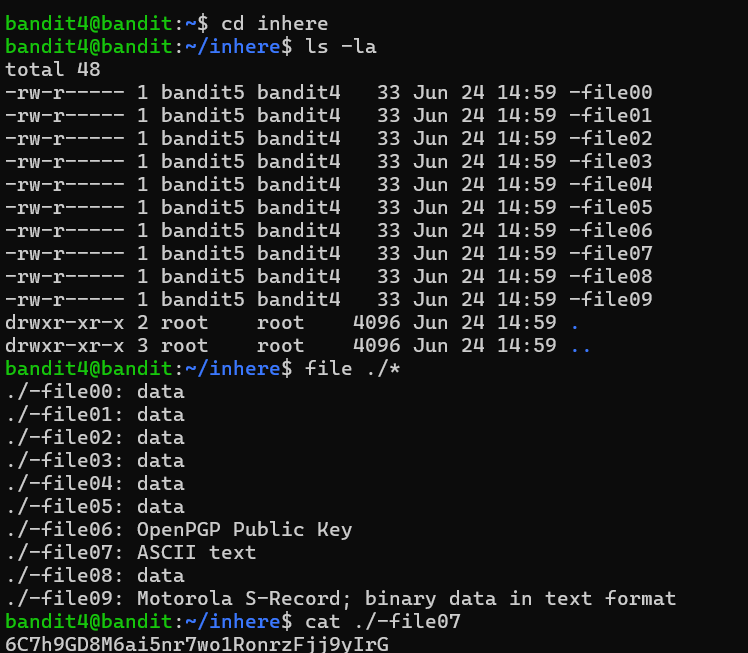 bandit4@bandit:~$ cd inhere
bandit4@bandit:~/inhere$ ls -la
total 48
-rw-r----- 1 bandit5 bandit4   33 Jun 24 14:59 -file00
-rw-r----- 1 bandit5 bandit4   33 Jun 24 14:59 -file01
-rw-r----- 1 bandit5 bandit4   33 Jun 24 14:59 -file02
-rw-r----- 1 bandit5 bandit4   33 Jun 24 14:59 -file03
-rw-r----- 1 bandit5 bandit4   33 Jun 24 14:59 -file04
-rw-r----- 1 bandit5 bandit4   33 Jun 24 14:59 -file05
-rw-r----- 1 bandit5 bandit4   33 Jun 24 14:59 -file06
-rw-r----- 1 bandit5 bandit4   33 Jun 24 14:59 -file07
-rw-r----- 1 bandit5 bandit4   33 Jun 24 14:59 -file08
-rw-r----- 1 bandit5 bandit4   33 Jun 24 14:59 -file09
drwxr-xr-x 2 root    root    4096 Jun 24 14:59 .
drwxr-xr-x 3 root    root    4096 Jun 24 14:59 ..
bandit4@bandit:~/inhere$ file ./*
./-file00: data
./-file01: data
./-file02: data
./-file03: data
./-file04: data
./-file05: data
./-file06: OpenPGP Public Key
./-file07: ASCII text
./-file08: data
./-file09: Motorola S-Record; binary data in text format
bandit4@bandit:~/inhere$ cat ./-file07
6C7h9GD8M6ai5nr7wo1RonrzFjj9yIrG